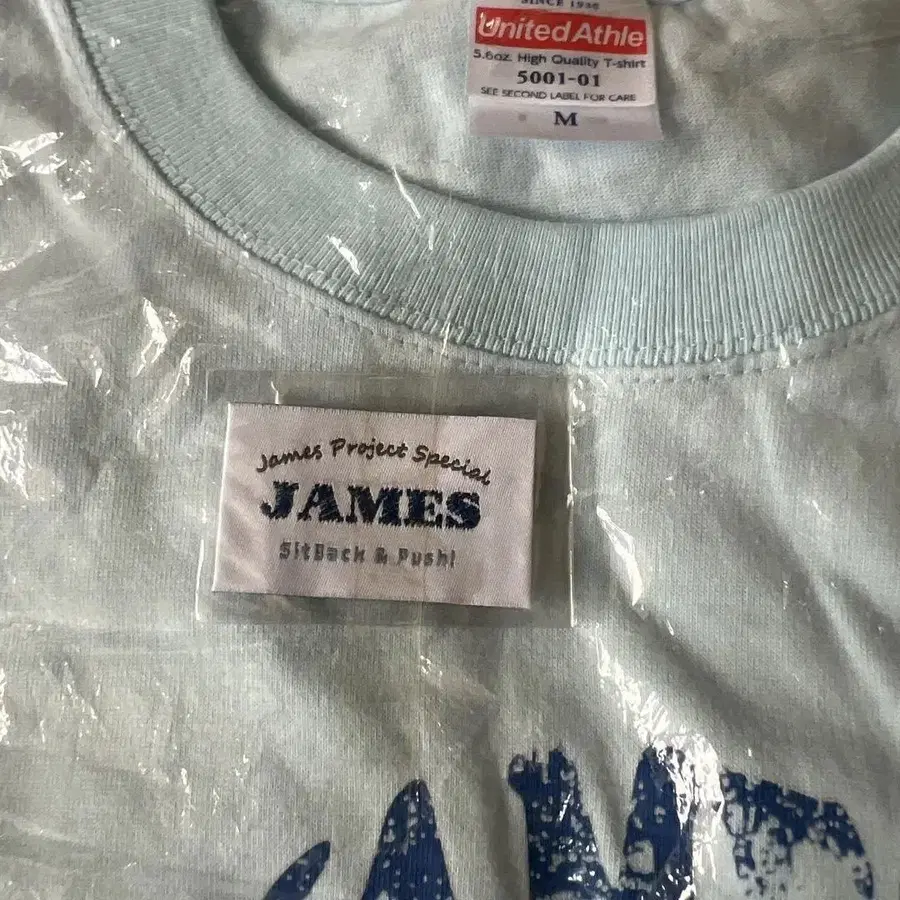 SINCE 1936
United Athle
5.6oz. High Quality T-shirt
5001-01
SEE SECOND LABEL FOR CARE
M
James Project Special
JAMES
SitBack & Push!